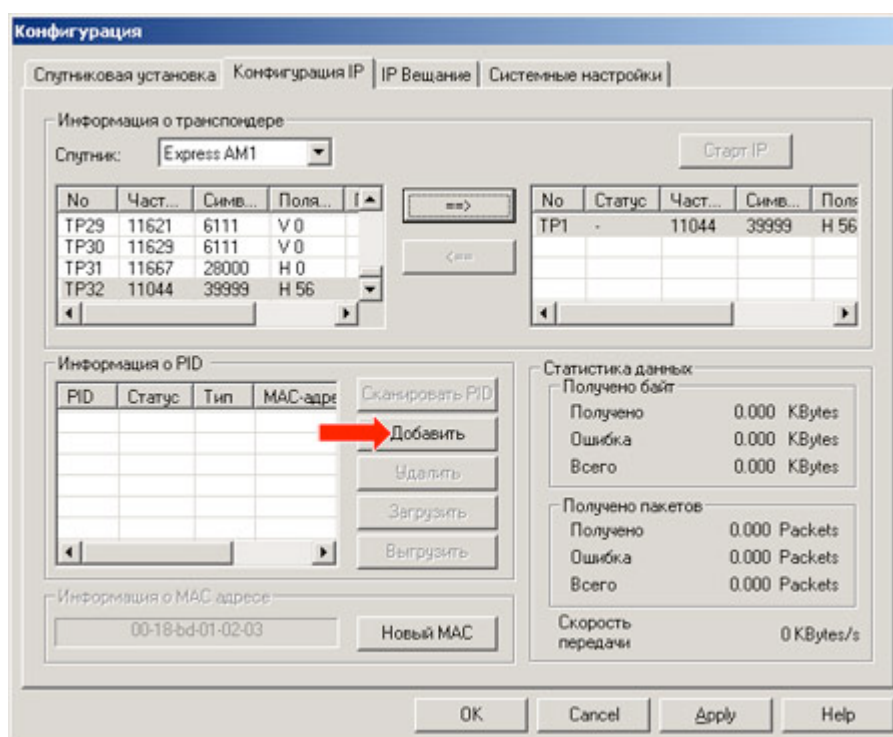 Конфигурация
Спутниковая установка Конфигурация IP IP Вещание Системные настройки
Информация о транспондере
Спутник: Express AM1
Старт IP
No Част... Симв... Поля...
TP29 11621 6111 V 0
TP30 11629 6111 V 0
TP31 11667 28000 H 0
TP32 11044 39999 H 56
==>
<==
No Статус Част... Симв... Поля
TP1 - 11044 39999 H 56
Информация о PID
PID Статус Тип MAC-адре
Сканировать PID
Добавить
Удалить
Загрузить
Выгрузить
Информация о MAC адресе
00-18-bd-01-02-03
Новый MAC
Статистика данных
Получено байт
Получено 0.000 KBytes
Ошибка 0.000 KBytes
Всего 0.000 KBytes
Получено пакетов
Получено 0.000 Packets
Ошибка 0.000 Packets
Всего 0.000 Packets
Скорость
передачи 0 KBytes/s
OK Cancel Apply Help